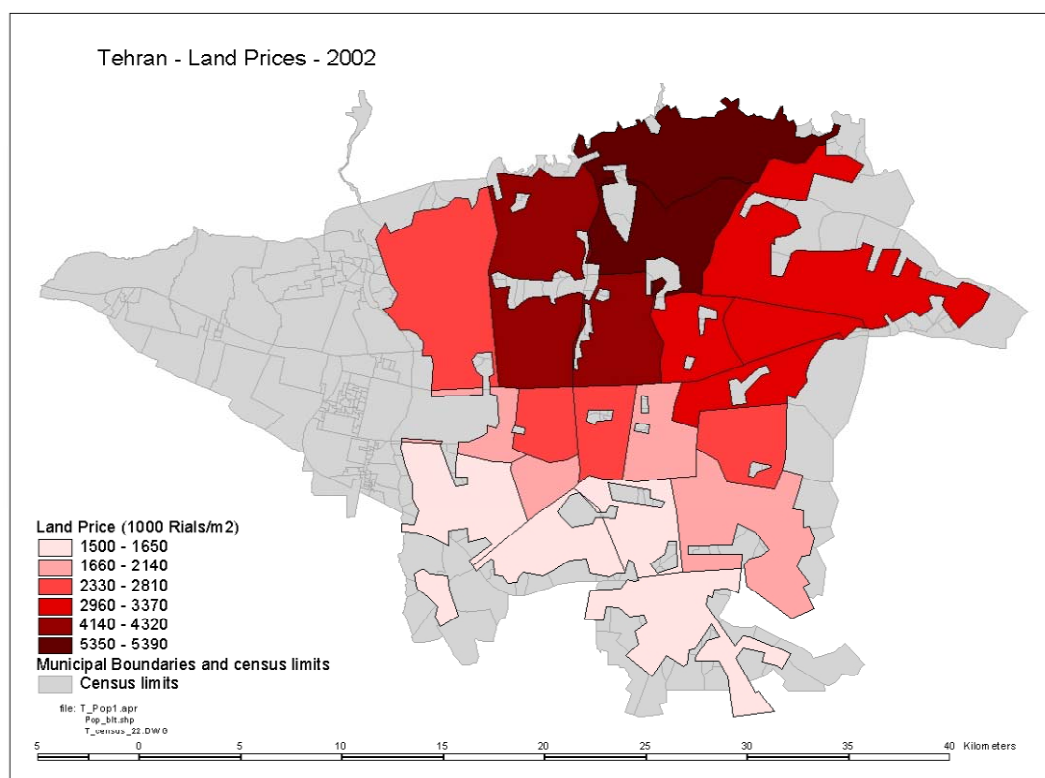 Tehran - Land Prices - 2002
Land Price (1000 Rials/m2)
1500 - 1650
1660 - 2140
2330 - 2810
2960 - 3370
4140 - 4320
5350 - 5390
Municipal Boundaries and census limits
Census limits
file: T_Pop1.apr
Pop_blt.shp
T_census_22.DWG
5 0 5 10 15 20 25 30 35 40 Kilometers